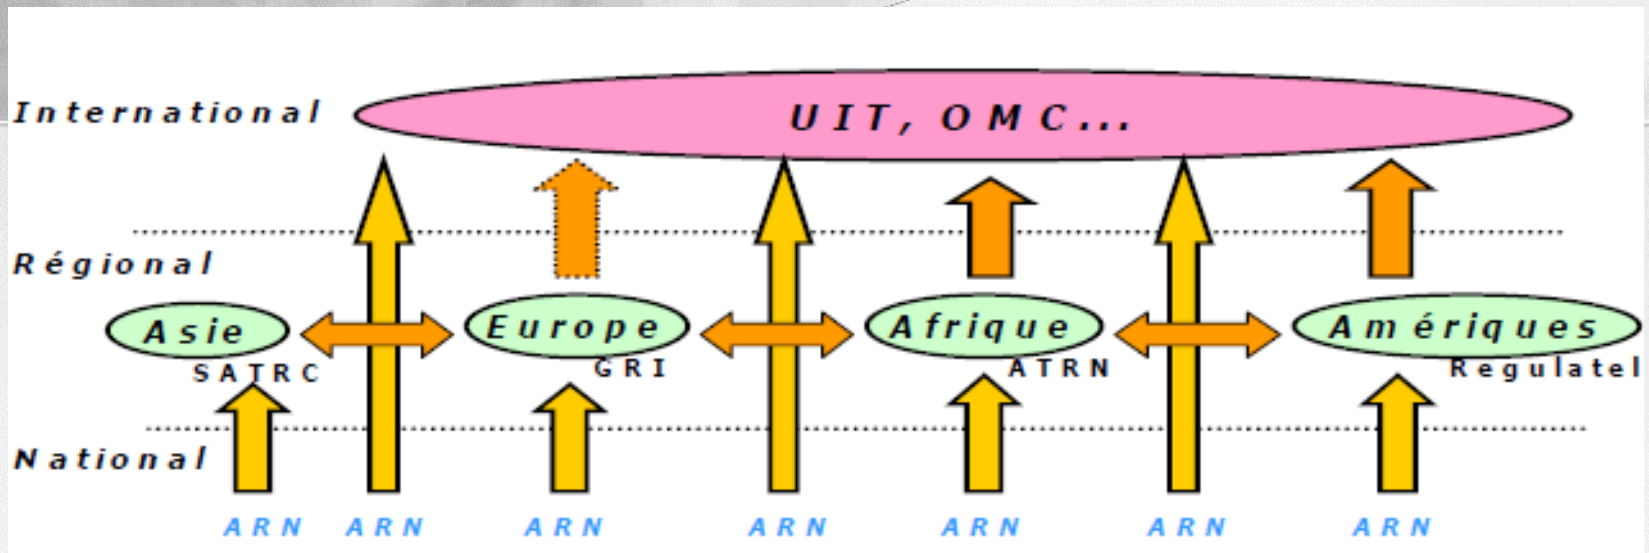 International
UIT, OMC...
Régional
Asie
Europe
Afrique
Amériques
SATRC
GRI
ATRN
Regulatel
National
ARN ARN ARN ARN ARN ARN ARN